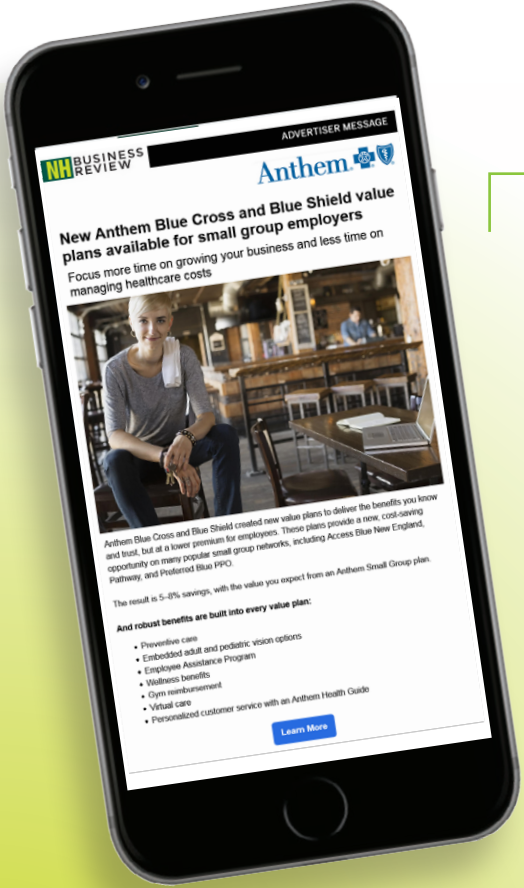 NH BUSINESS
REVIEW
ADVERTISER MESSAGE
Anthem.
New Anthem Blue Cross and Blue Shield value
plans available for small group employers
Focus more time on growing your business and less time on
managing healthcare costs
Anthem Blue Cross and Blue Shield created new value plans to deliver the benefits you know
and trust, but at a lower premium for employees. These plans provide a new, cost-saving
opportunity on many popular small group networks, including Access Blue New England,
Pathway, and Preferred Blue PPO.
The result is 5–8% savings, with the value you expect from an Anthem Small Group plan.
And robust benefits are built into every value plan:
• Preventive care
• Embedded adult and pediatric vision options
• Employee Assistance Program
• Wellness benefits
• Gym reimbursement
• Virtual care
• Personalized customer service with an Anthem Health Guide
Learn More